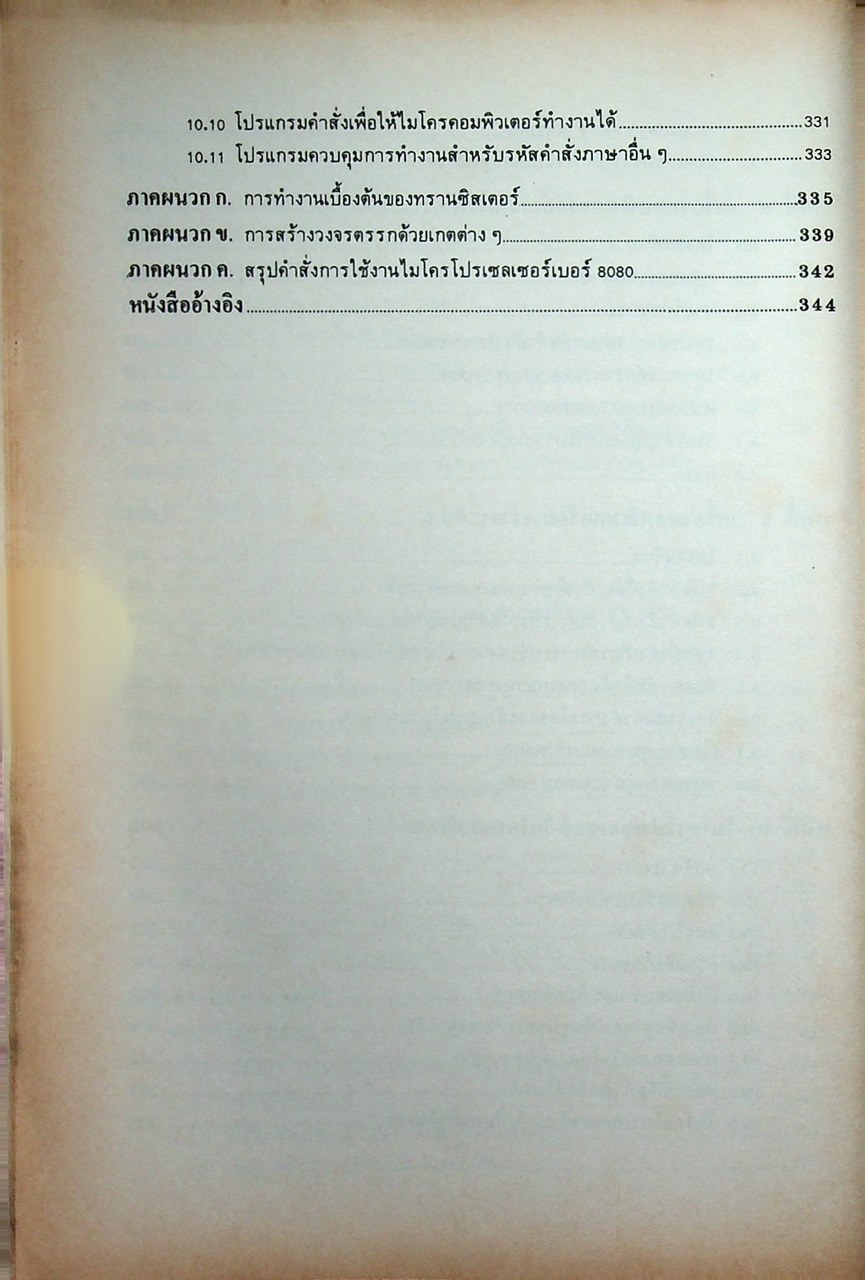 10.10 โปรแกรมคำสั่งเพื่อให้ไมโครคอมพิวเตอร์ทำงานได้........................................331
10.11 โปรแกรมควบคุมการทำงานสำหรับรหัสคำสั่งภาษาอื่น ๆ..............................333
ภาคผนวก ก. การทำงานเบื้องต้นของทรานซิสเตอร์..................................................335
ภาคผนวก ข. การสร้างวงจรตรรกด้วยเกตต่าง ๆ.....................................................339
ภาคผนวก ค. สรุปคำสั่งการใช้งานไมโครโปรเซลเซอร์เบอร์ 8080..............................342
หนังสืออ้างอิง..............................................................................................344